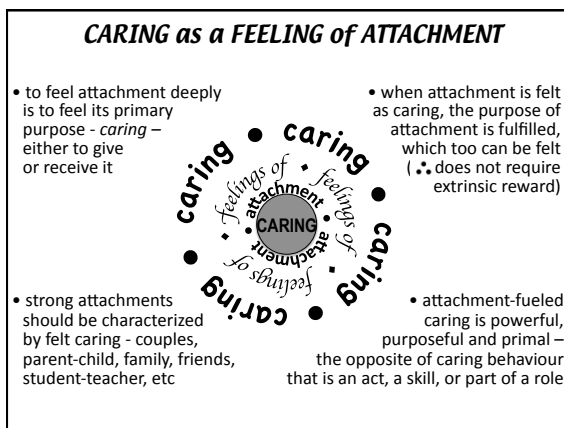 CARING as a FEELING of ATTACHMENT
• to feel attachment deeply
is to feel its primary
purpose - caring –
either to give
or receive it
• when attachment is felt
as caring, the purpose of
attachment is fulfilled,
which too can be felt
( ∴ does not require
extrinsic reward)
caring • caring • caring • caring •
feelings of ⬩ feelings of ⬩ feelings of ⬩
attachment • attachment •
CARING
• strong attachments
should be characterized
by felt caring - couples,
parent-child, family, friends,
student-teacher, etc
• attachment-fueled
caring is powerful,
purposeful and primal –
the opposite of caring behaviour
that is an act, a skill, or part of a role